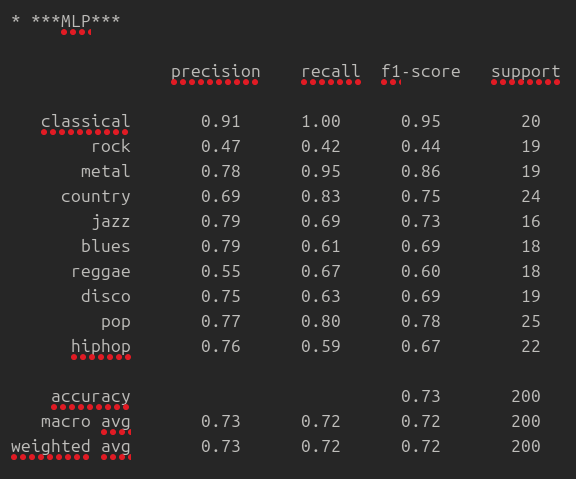 * ***MLP***
precision recall f1-score support
classical 0.91 1.00 0.95 20
rock 0.47 0.42 0.44 19
metal 0.78 0.95 0.86 19
country 0.69 0.83 0.75 24
jazz 0.79 0.69 0.73 16
blues 0.79 0.61 0.69 18
reggae 0.55 0.67 0.60 18
disco 0.75 0.63 0.69 19
pop 0.77 0.80 0.78 25
hiphop 0.76 0.59 0.67 22
accuracy 0.73 200
macro avg 0.73 0.72 0.72 200
weighted avg 0.73 0.72 0.72 200